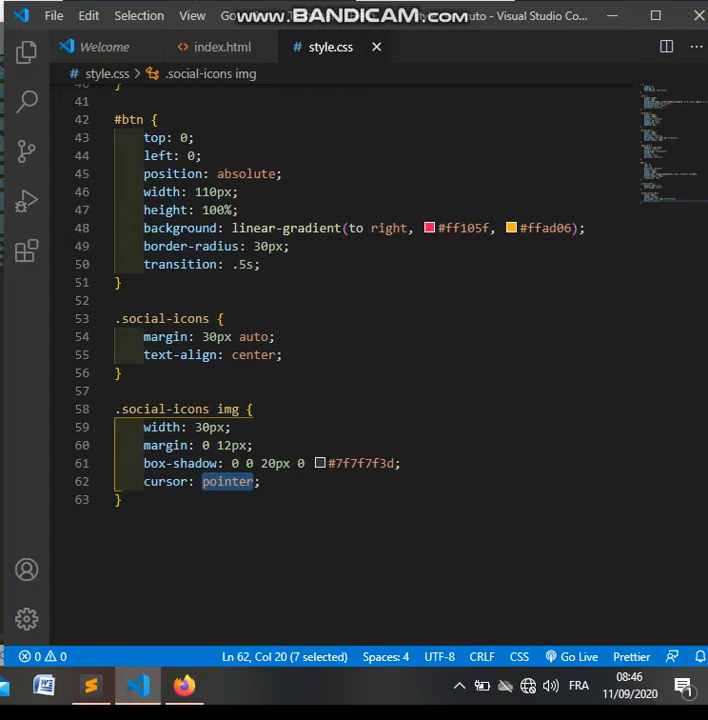 File Edit Selection View Go www.BANDICAM.com uto - Visual Studio Co...
Welcome index.html # style.css
# style.css > .social-icons img
40 }
41
42 #btn {
43 top: 0;
44 left: 0;
45 position: absolute;
46 width: 110px;
47 height: 100%;
48 background: linear-gradient(to right, #ff105f, #ffad06);
49 border-radius: 30px;
50 transition: .5s;
51 }
52
53 .social-icons {
54 margin: 30px auto;
55 text-align: center;
56 }
57
58 .social-icons img {
59 width: 30px;
60 margin: 0 12px;
61 box-shadow: 0 0 20px 0 #7f7f7f3d;
62 cursor: pointer;
63 }
0 0 Ln 62, Col 20 (7 selected) Spaces: 4 UTF-8 CRLF CSS Go Live Prettier
FRA 08:46
11/09/2020 1